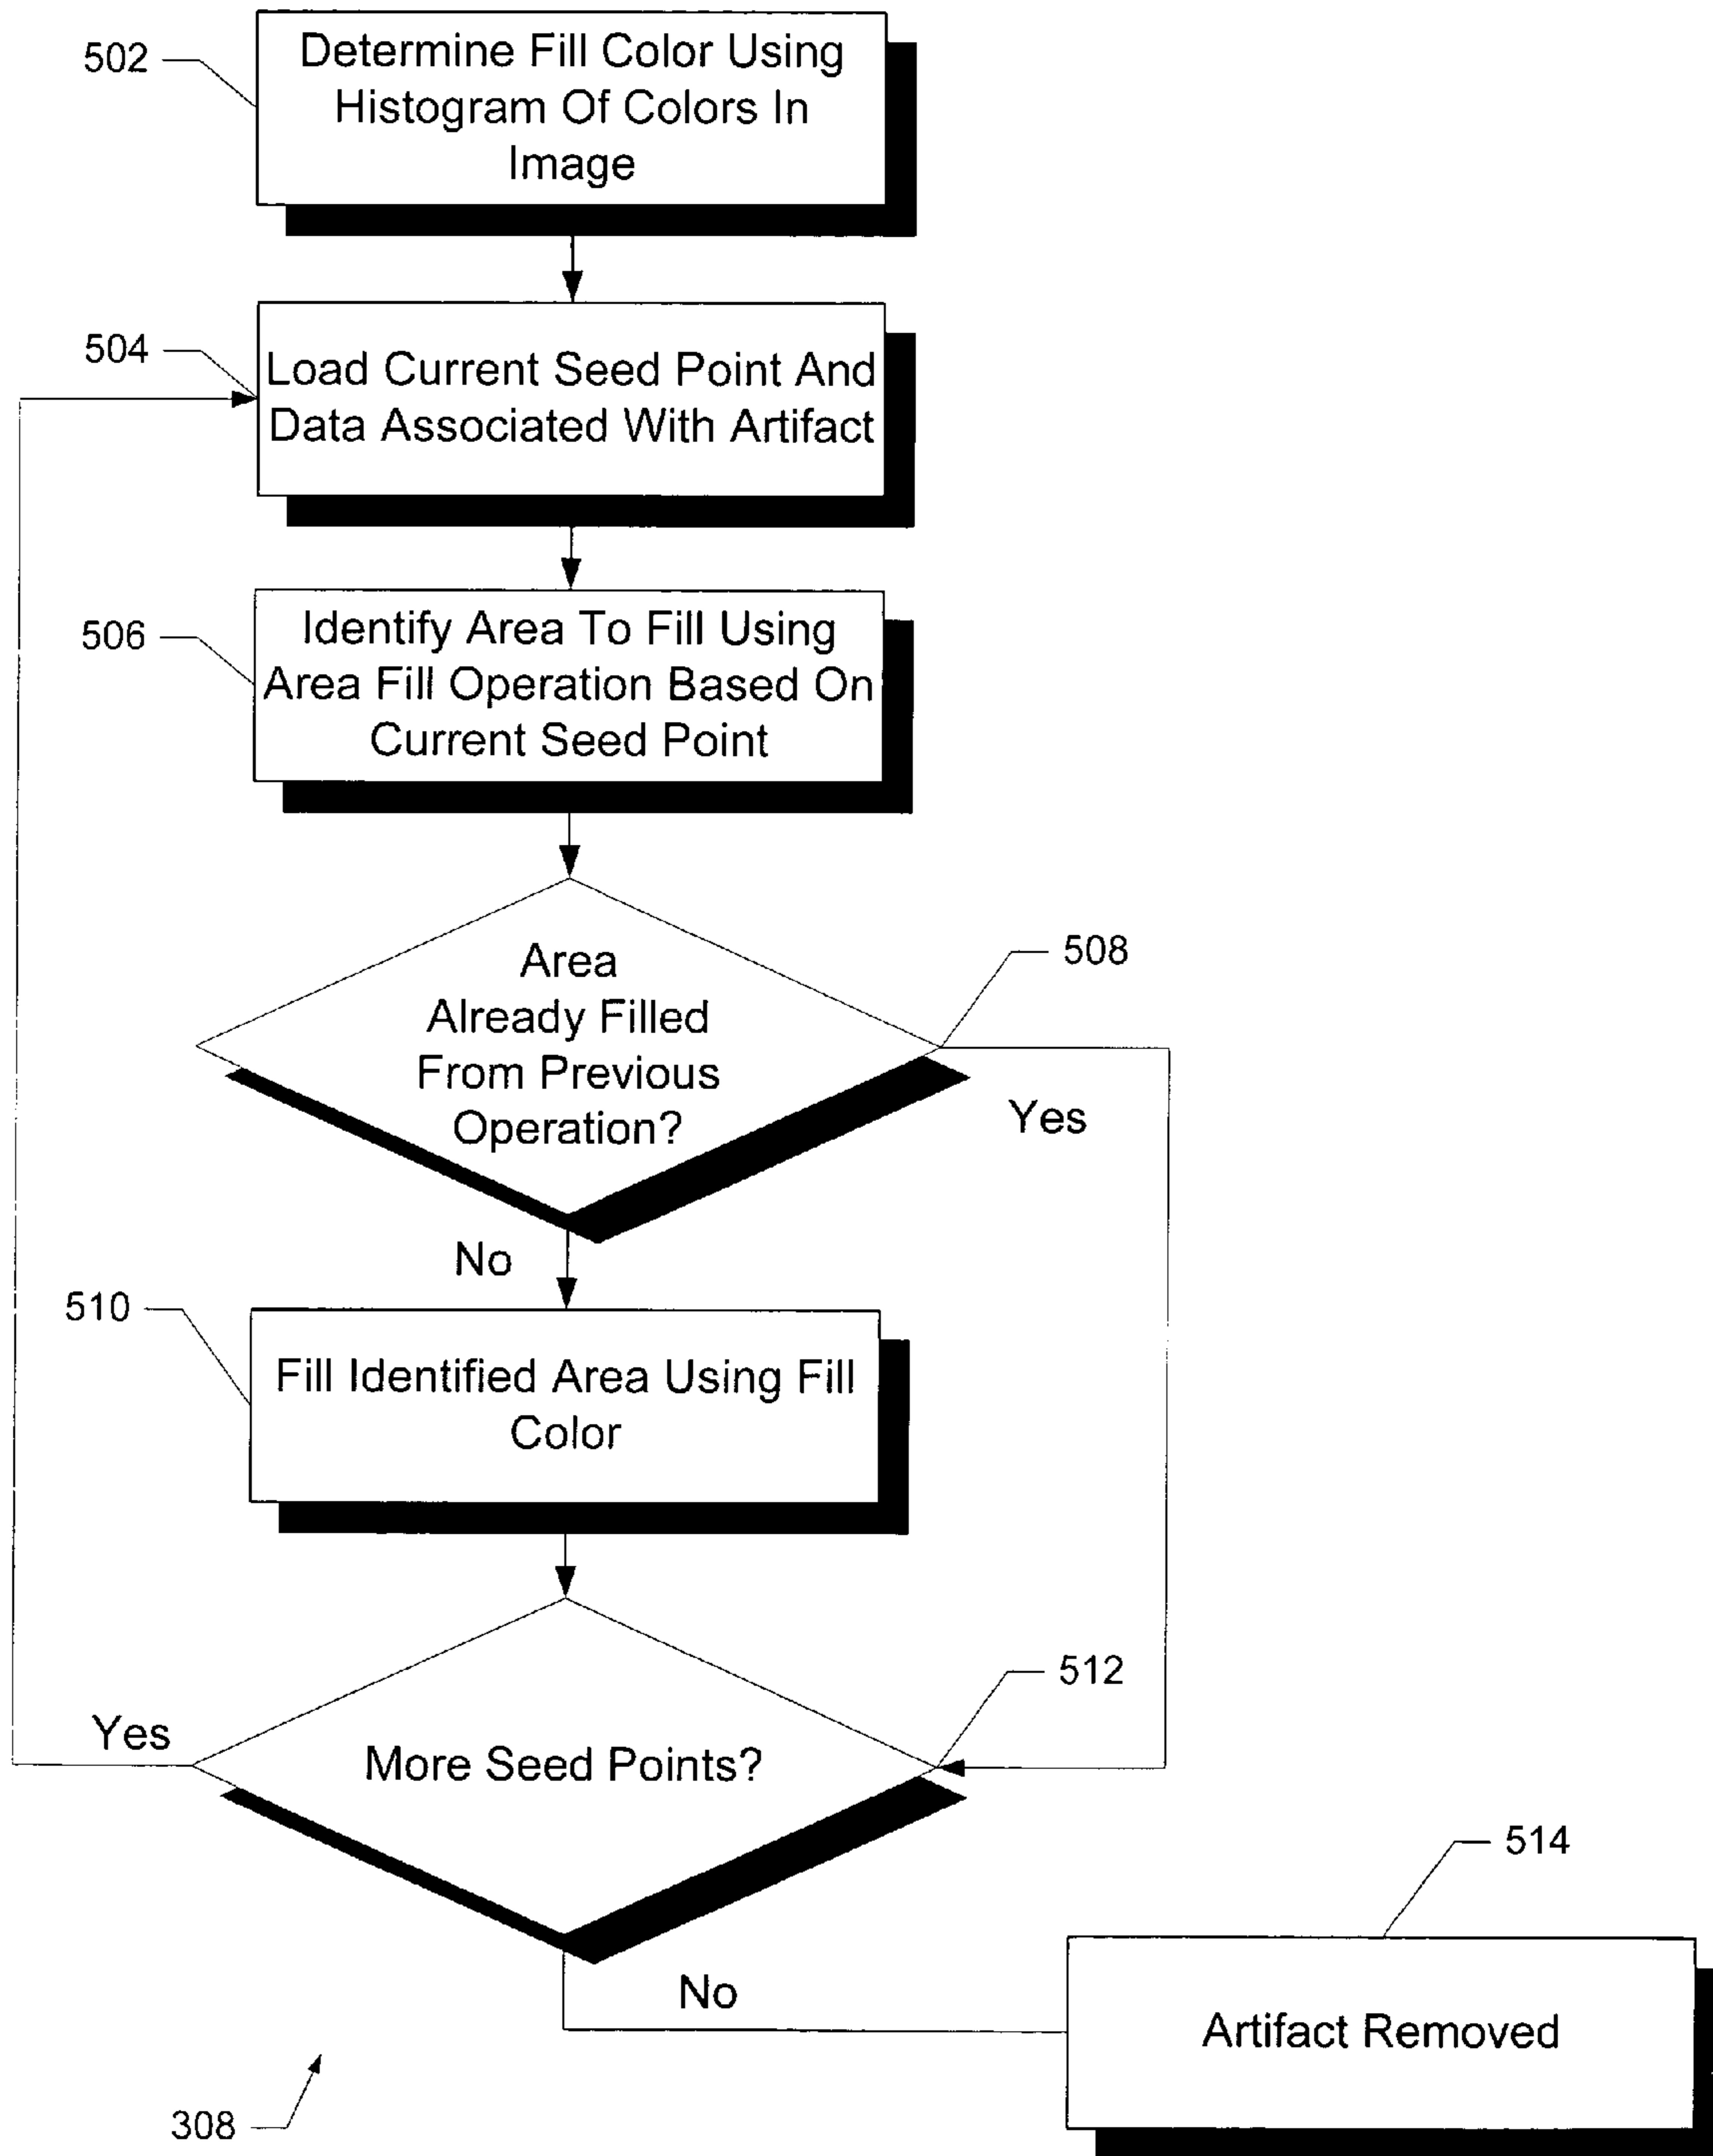 502
Determine Fill Color Using
Histogram Of Colors In
Image
504
Load Current Seed Point And
Data Associated With Artifact
506
Identify Area To Fill Using
Area Fill Operation Based On
Current Seed Point
508
Area
Already Filled
From Previous
Operation?
Yes
No
510
Fill Identified Area Using Fill
Color
512
Yes
More Seed Points?
514
No
Artifact Removed
308